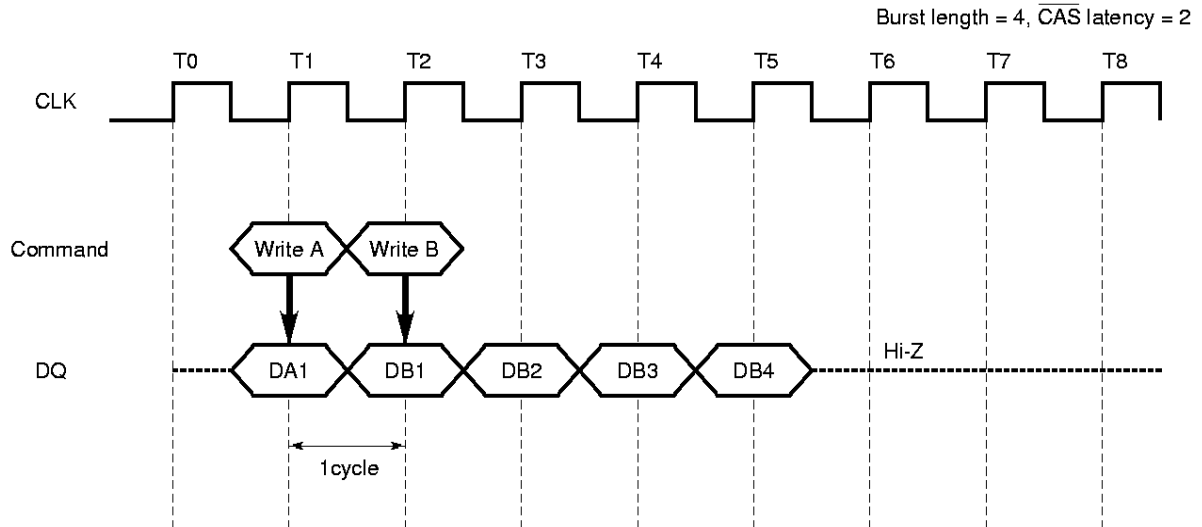 Burst length = 4, CAS latency = 2
T0 T1 T2 T3 T4 T5 T6 T7 T8
CLK
Command Write A Write B
Hi-Z
DQ DA1 DB1 DB2 DB3 DB4
1cycle